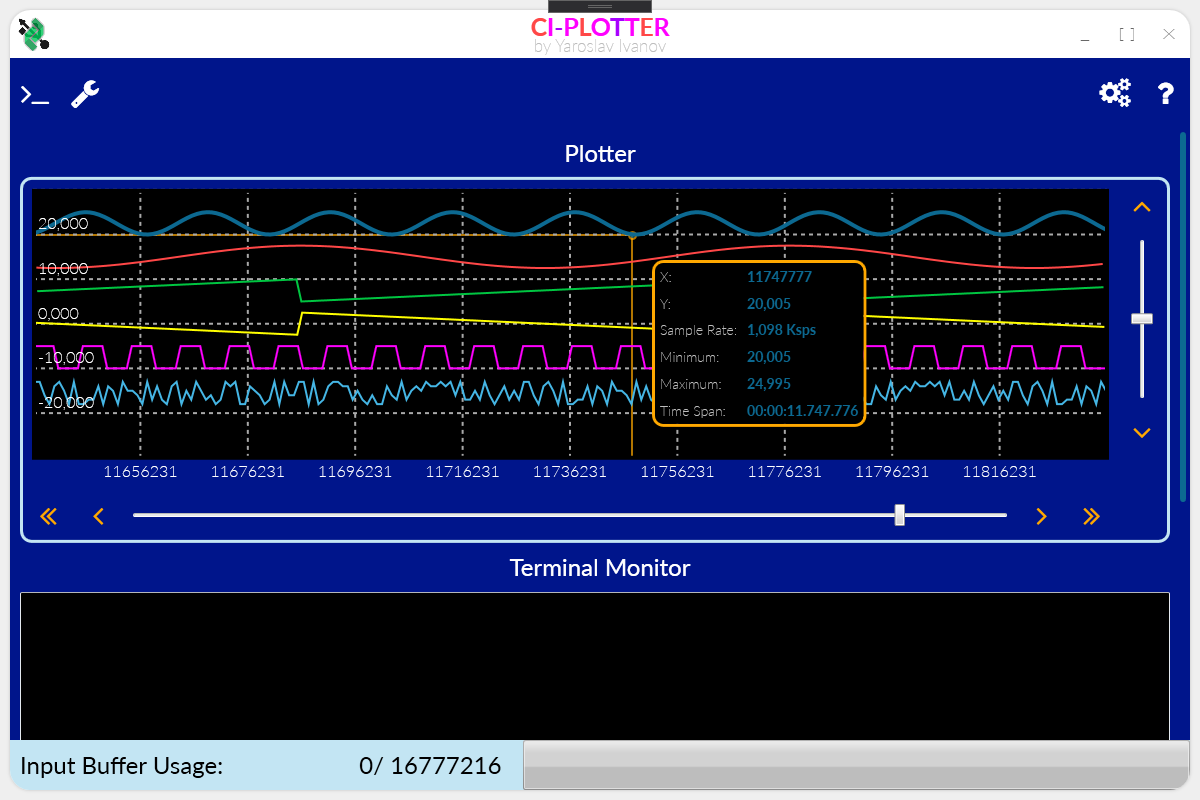 CI-PLOTTER
by Yaroslav Ivanov
>_
?
Plotter
20,000
10,000
0,000
-10,000
-20,000
X: 11747777
Y: 20,005
Sample Rate: 1,098 Ksps
Minimum: 20,005
Maximum: 24,995
Time Span: 00:00:11.747.776
11656231 11676231 11696231 11716231 11736231 11756231 11776231 11796231 11816231
Terminal Monitor
Input Buffer Usage: 0/ 16777216